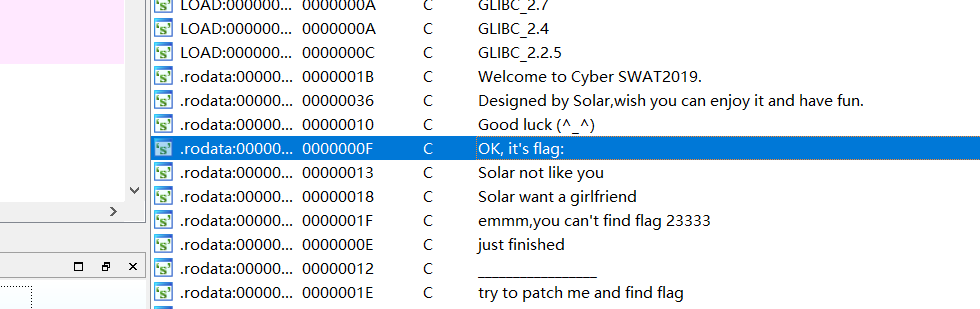 LOAD:000000... 0000000A C GLIBC_2.7
LOAD:000000... 0000000A C GLIBC_2.4
LOAD:000000... 0000000C C GLIBC_2.2.5
's' .rodata:00000... 0000001B C Welcome to Cyber SWAT2019.
's' .rodata:00000... 00000036 C Designed by Solar,wish you can enjoy it and have fun.
's' .rodata:00000... 00000010 C Good luck (^_^)
's' .rodata:00000... 0000000F C OK, it's flag:
's' .rodata:00000... 00000013 C Solar not like you
's' .rodata:00000... 00000018 C Solar want a girlfriend
's' .rodata:00000... 0000001F C emmm,you can't find flag 23333
's' .rodata:00000... 0000000E C just finished
's' .rodata:00000... 00000012 C _________________
's' .rodata:00000... 0000001E C try to patch me and find flag